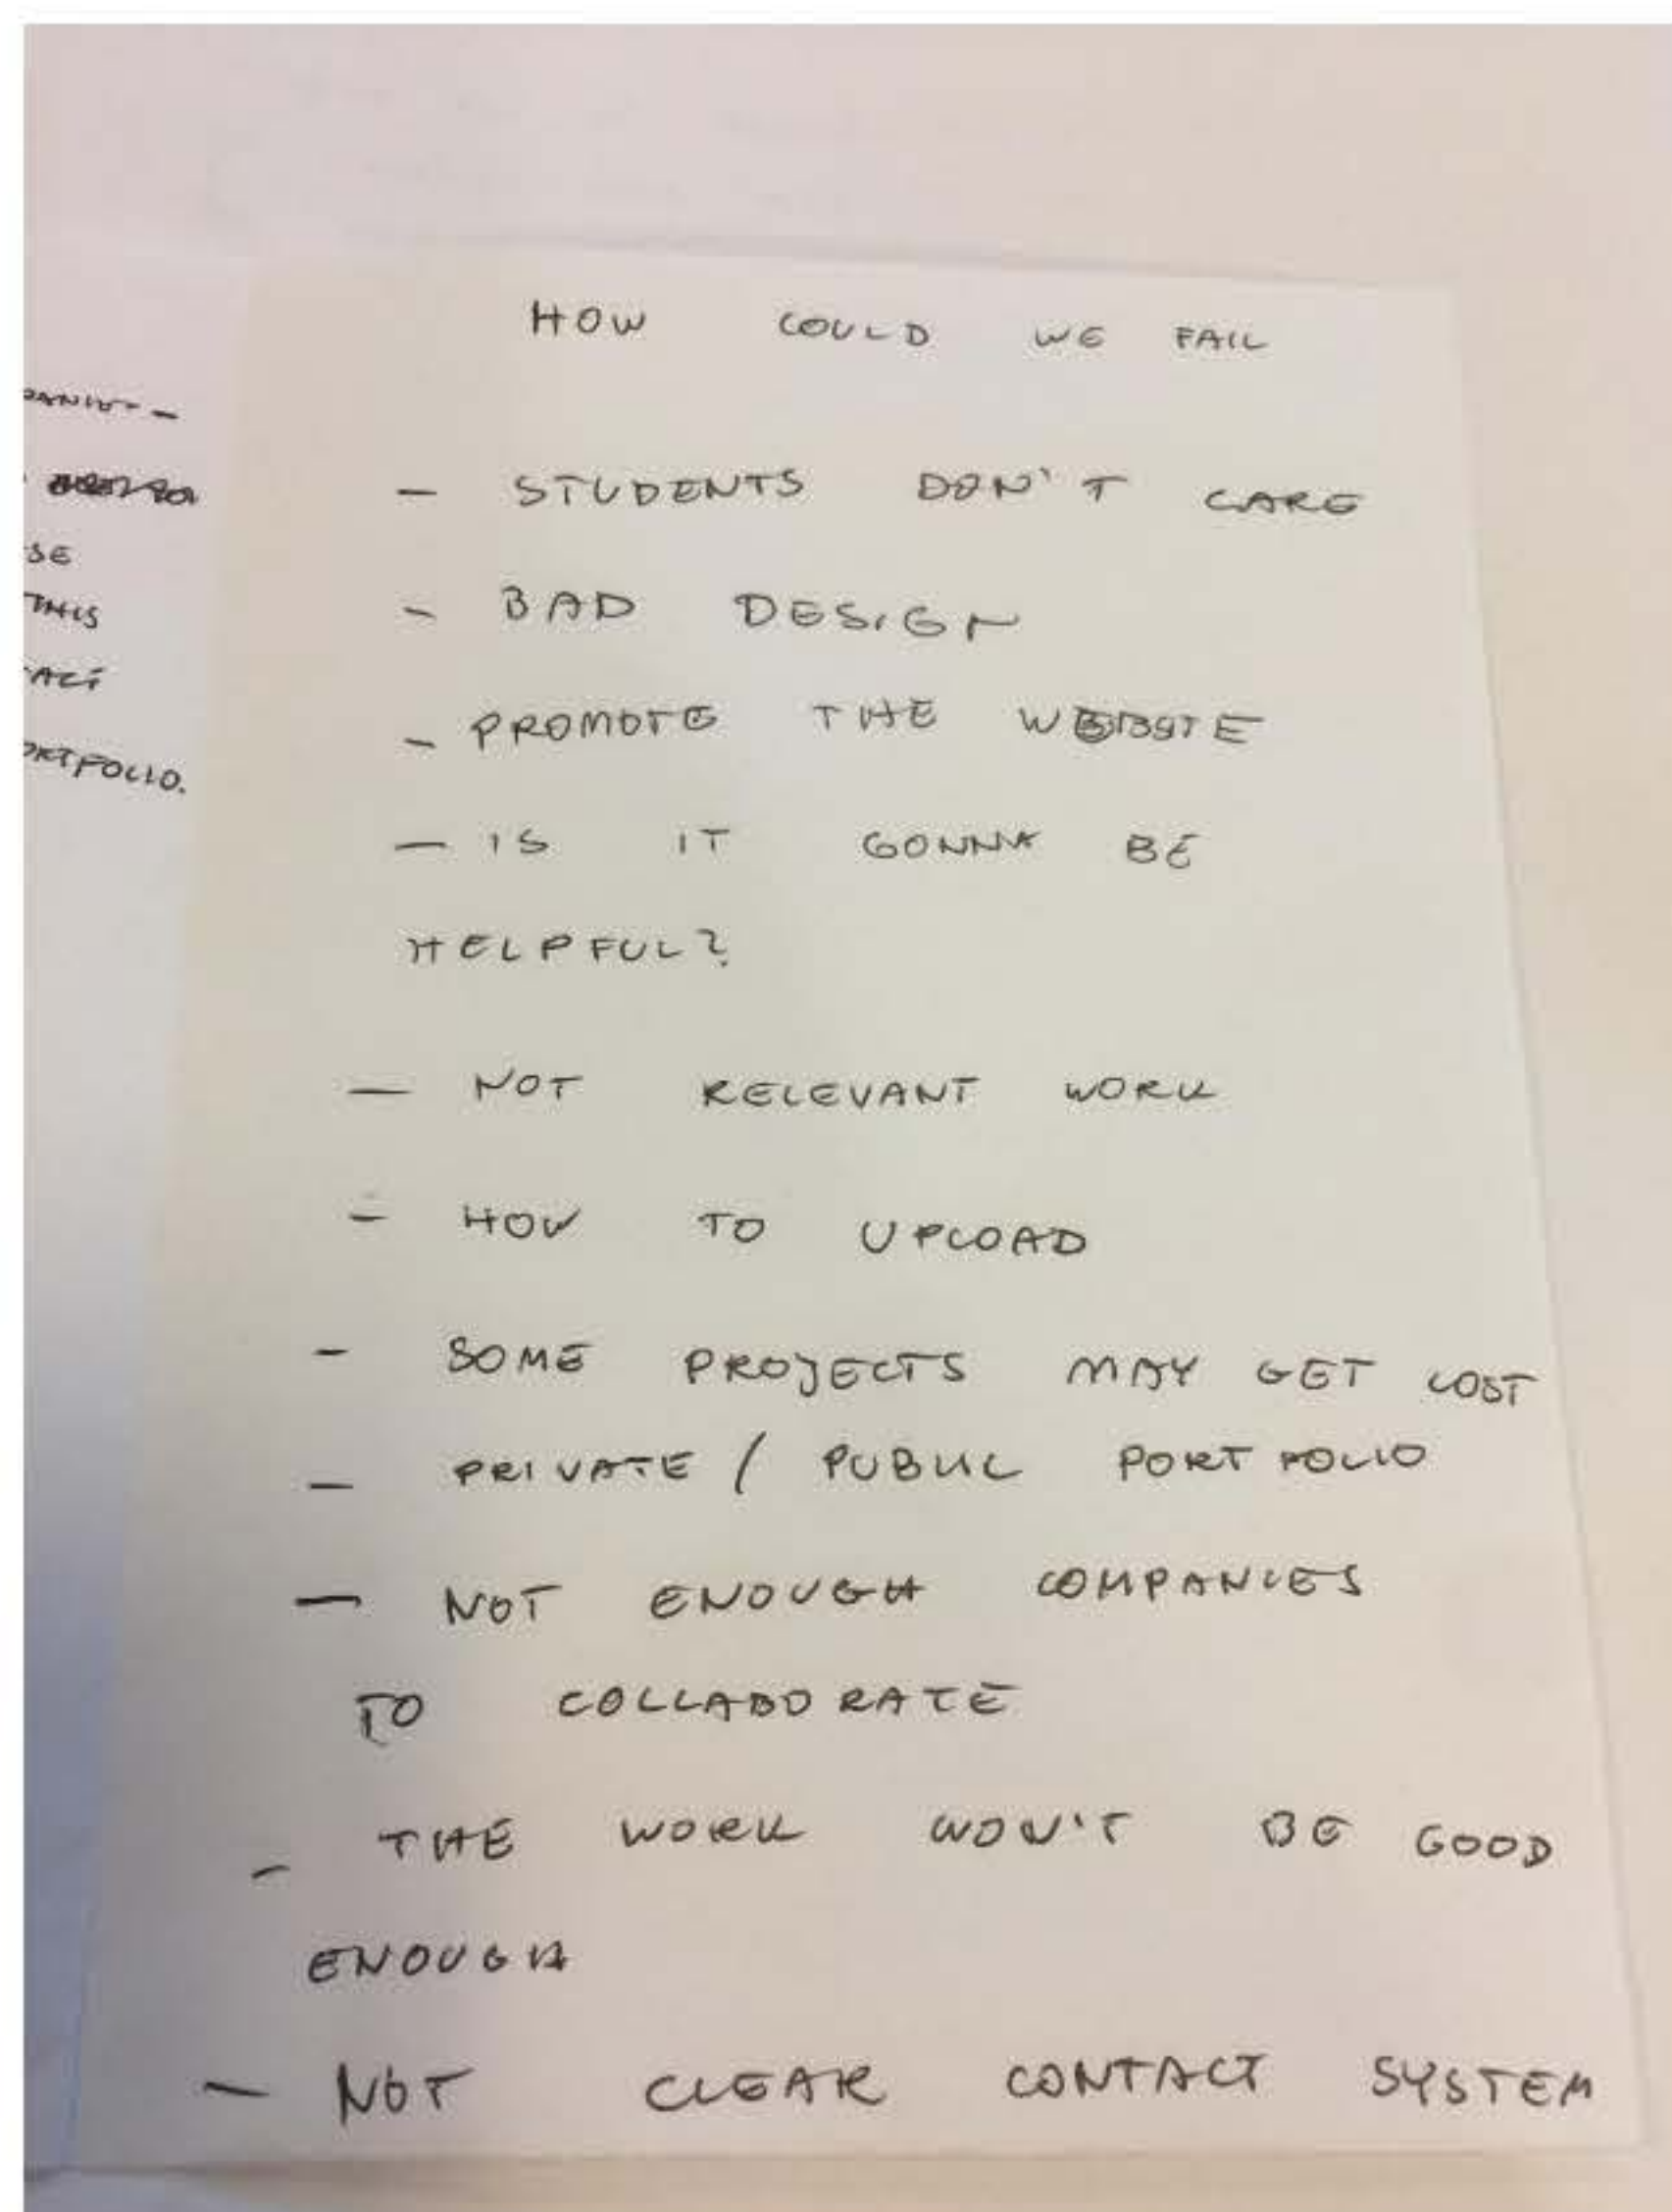 HOW COULD WE FAIL
- STUDENTS DON'T CARE
- BAD DESIGN
- PROMOTE THE WEBSITE
- IS IT GONNA BE
HELPFUL?
- NOT RELEVANT WORK
- HOW TO UPLOAD
- SOME PROJECTS MAY GET LOST
- PRIVATE / PUBLIC PORTFOLIO
- NOT ENOUGH COMPANIES
TO COLLABORATE
- THE WORK WON'T BE GOOD
ENOUGH
- NOT CLEAR CONTACT SYSTEM
SE
THIS
ORTFOLIO.